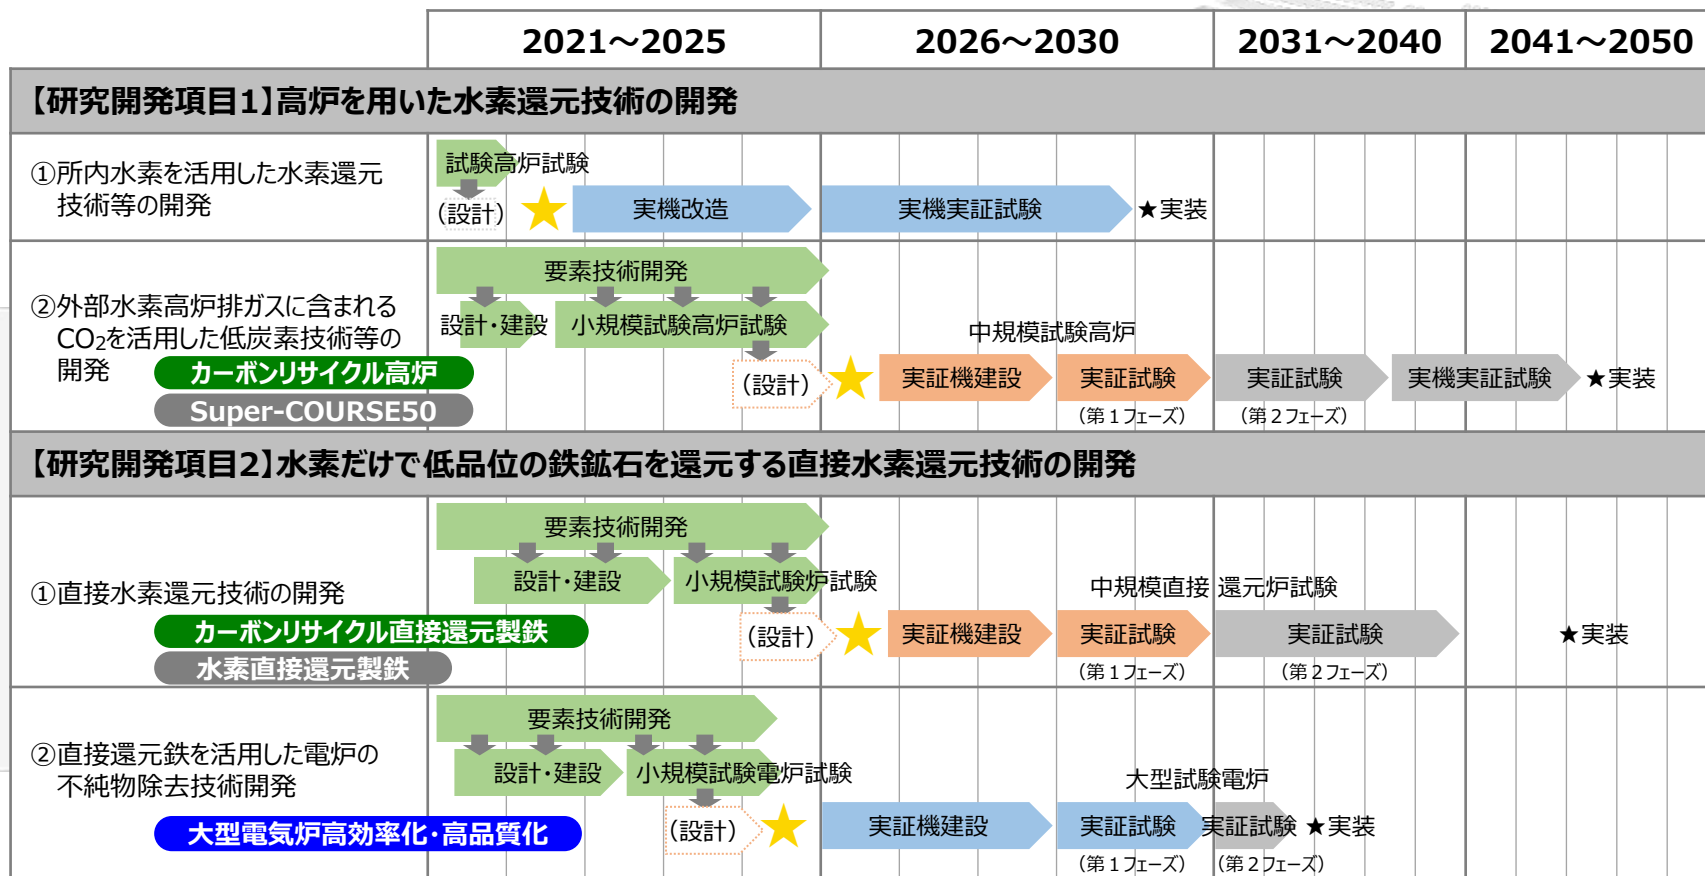 2021～2025
2026～2030
2031～2040
2041～2050
【研究開発項目1】高炉を用いた水素還元技術の開発
①所内水素を活用した水素還元
技術等の開発
試験高炉試験
（設計）
実機改造
実機実証試験
★実装
②外部水素高炉排ガスに含まれる
CO₂を活用した低炭素技術等の
開発
カーボンリサイクル高炉
Super-COURSE50
要素技術開発
設計・建設
小規模試験高炉試験
（設計）
中規模試験高炉
実証機建設
実証試験
（第１フェーズ）
実証試験
（第２フェーズ）
実機実証試験
★実装
【研究開発項目2】水素だけで低品位の鉄鉱石を還元する直接水素還元技術の開発
①直接水素還元技術の開発
カーボンリサイクル直接還元製鉄
水素直接還元製鉄
要素技術開発
設計・建設
小規模試験炉試験
（設計）
中規模直接 還元炉試験
実証機建設
実証試験
（第１フェーズ）
実証試験
（第２フェーズ）
★実装
②直接還元鉄を活用した電炉の
不純物除去技術開発
大型電気炉高効率化・高品質化
要素技術開発
設計・建設
小規模試験電炉試験
（設計）
大型試験電炉
実証機建設
実証試験
（第１フェーズ）
実証試験
（第２フェーズ）
★実装